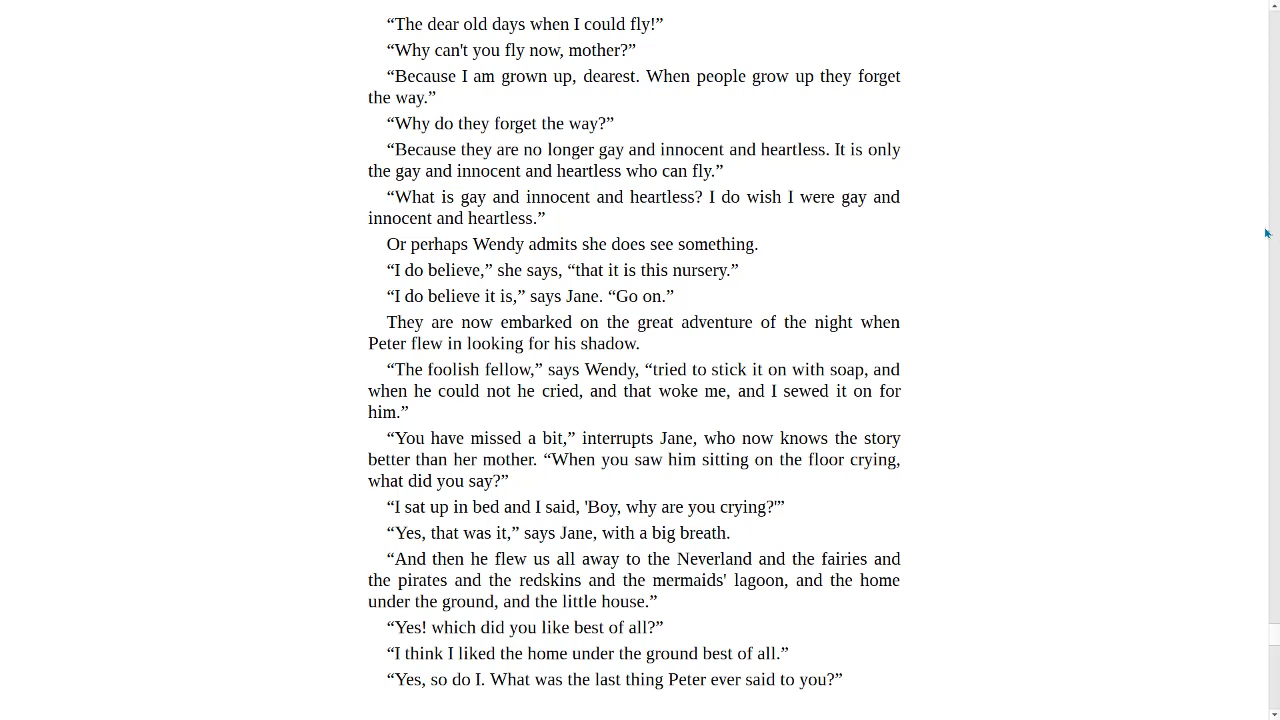 “The dear old days when I could fly!”
“Why can't you fly now, mother?”
“Because I am grown up, dearest. When people grow up they forget
the way.”
“Why do they forget the way?”
“Because they are no longer gay and innocent and heartless. It is only
the gay and innocent and heartless who can fly.”
“What is gay and innocent and heartless? I do wish I were gay and
innocent and heartless.”
Or perhaps Wendy admits she does see something.
“I do believe,” she says, “that it is this nursery.”
“I do believe it is,” says Jane. “Go on.”
They are now embarked on the great adventure of the night when
Peter flew in looking for his shadow.
“The foolish fellow,” says Wendy, “tried to stick it on with soap, and
when he could not he cried, and that woke me, and I sewed it on for
him.”
“You have missed a bit,” interrupts Jane, who now knows the story
better than her mother. “When you saw him sitting on the floor crying,
what did you say?”
“I sat up in bed and I said, 'Boy, why are you crying?'”
“Yes, that was it,” says Jane, with a big breath.
“And then he flew us all away to the Neverland and the fairies and
the pirates and the redskins and the mermaids' lagoon, and the home
under the ground, and the little house.”
“Yes! which did you like best of all?”
“I think I liked the home under the ground best of all.”
“Yes, so do I. What was the last thing Peter ever said to you?”